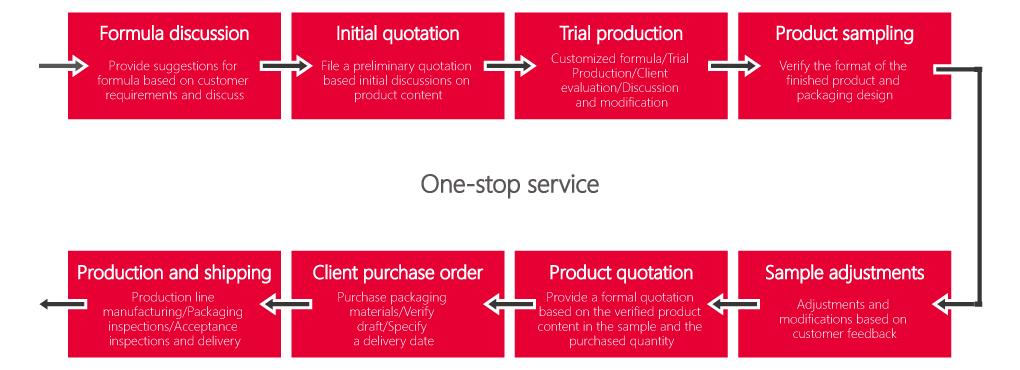 Formula discussion
Provide suggestions for
formula based on customer
requirements and discuss
Initial quotation
File a preliminary quotation
based initial discussions on
product content
Trial production
Customized formula/Trial
Production/Client
evaluation/Discussion
and modification
Product sampling
Verify the format of the
finished product and
packaging design
One-stop service
Sample adjustments
Adjustments and
modifications based on
customer feedback
Product quotation
Provide a formal quotation
based on the verified product
content in the sample and the
purchased quantity
Client purchase order
Purchase packaging
materials/Verify
draft/Specify
a delivery date
Production and shipping
Production line
manufacturing/Packaging
inspections/Acceptance
inspections and delivery